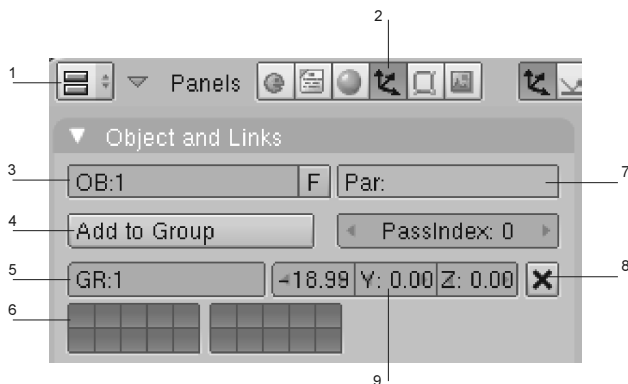 2
1
Panels
Object and Links
3
OB:1 F Par:
7
4
Add to Group PassIndex: 0
5
GR:1 -18.99 Y: 0.00 Z: 0.00
8
6
9